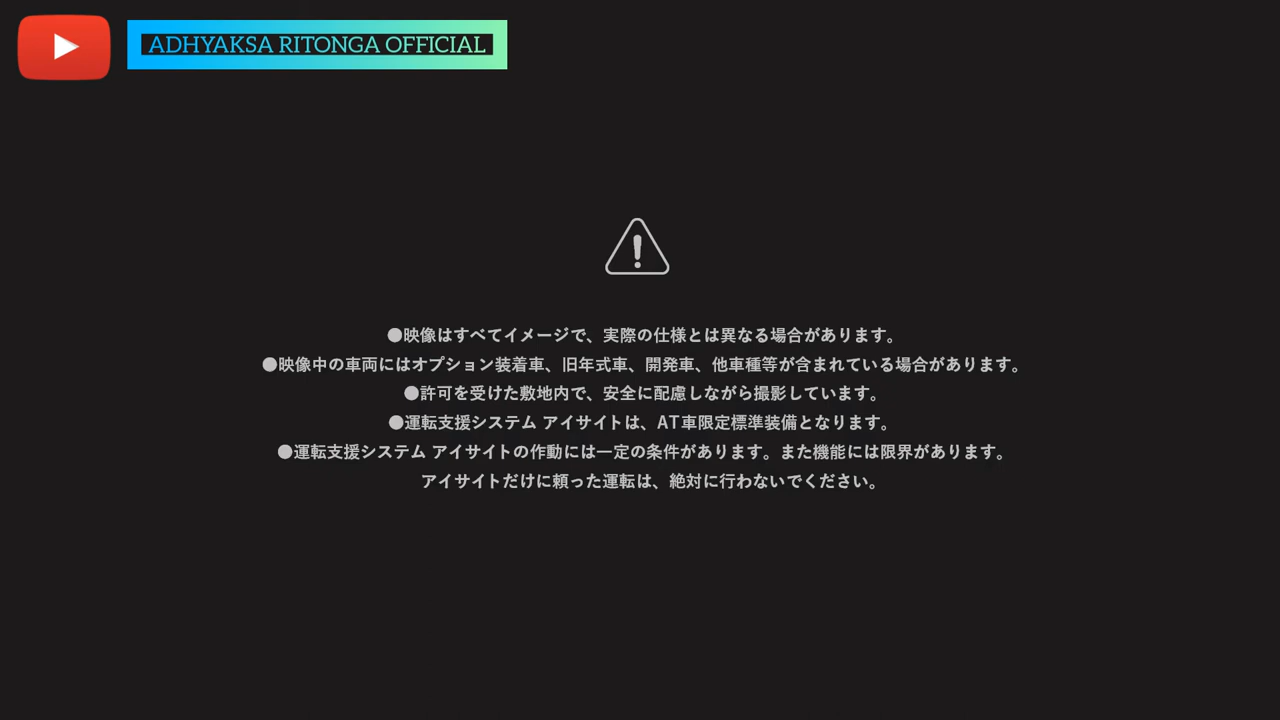 ADHYAKSA RITONGA OFFICIAL
●映像はすべてイメージで、実際の仕様とは異なる場合があります。
●映像中の車両にはオプション装着車、旧年式車、開発車、他車種等が含まれている場合があります。
●許可を受けた敷地内で、安全に配慮しながら撮影しています。
●運転支援システム アイサイトは、AT車限定標準装備となります。
●運転支援システム アイサイトの作動には一定の条件があります。また機能には限界があります。
アイサイトだけに頼った運転は、絶対に行わないでください。